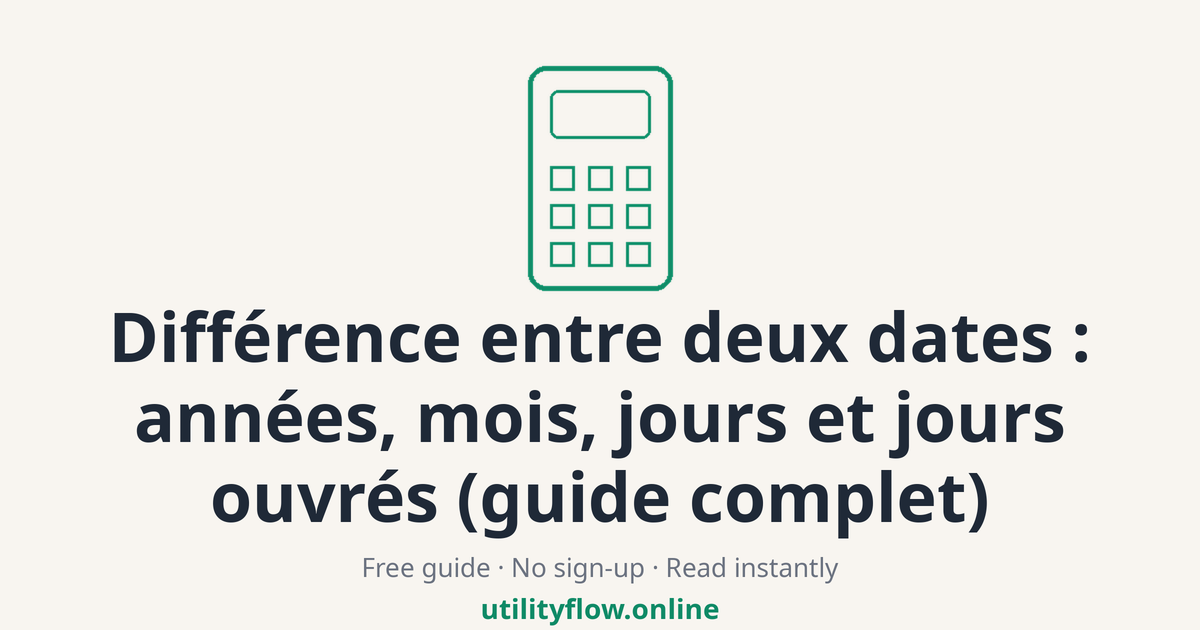 Différence entre deux dates :
années, mois, jours et jours
ouvrés (guide complet)
Free guide · No sign-up · Read instantly
utilityflow.online